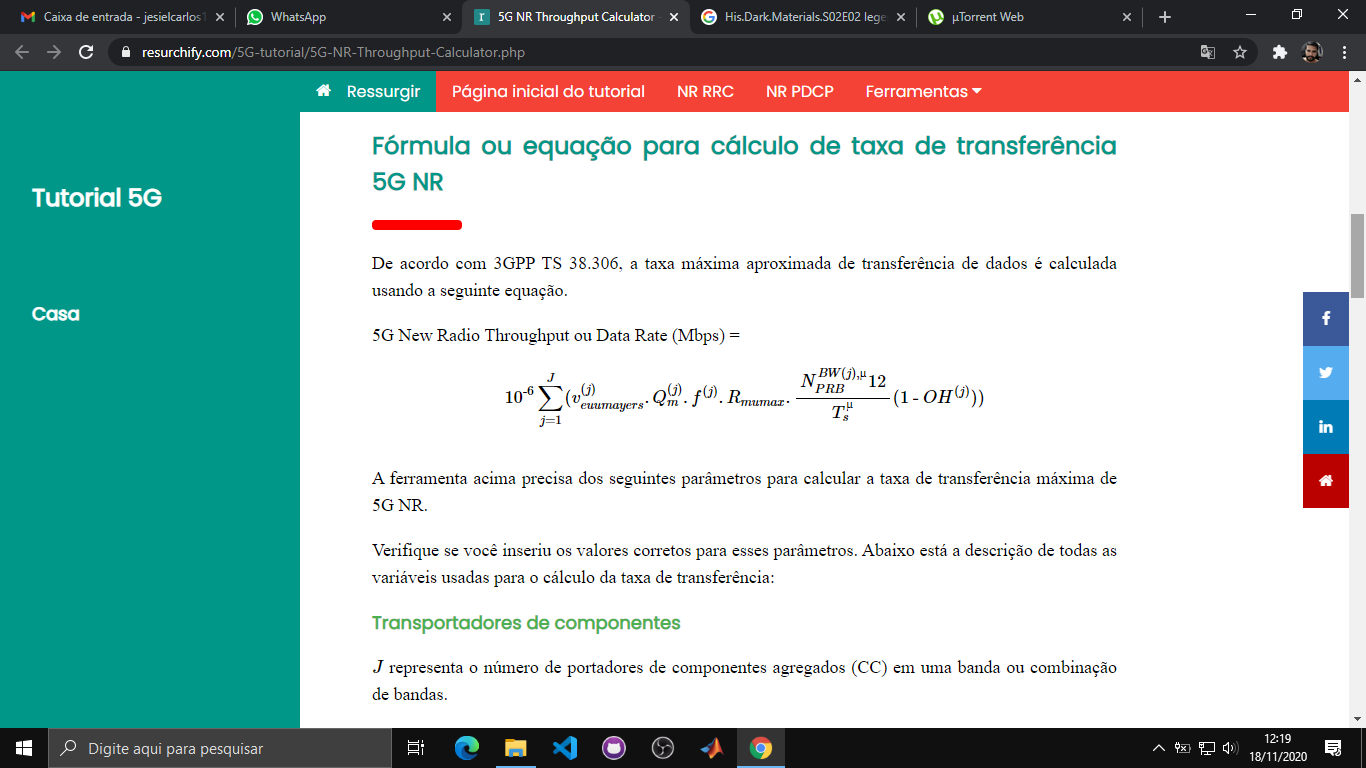 Caixa de entrada - jesielcarlos1
WhatsApp
5G NR Throughput Calculator -
His.Dark.Materials.S02E02 lege
µTorrent Web
resurchify.com/5G-tutorial/5G-NR-Throughput-Calculator.php
Ressurgir
Página inicial do tutorial
NR RRC
NR PDCP
Ferramentas
Tutorial 5G
Casa
Fórmula ou equação para cálculo de taxa de transferência
5G NR
De acordo com 3GPP TS 38.306, a taxa máxima aproximada de transferência de dados é calculada
usando a seguinte equação.
5G New Radio Throughput ou Data Rate (Mbps) =
10^-6 ∑_{j=1}^{J} (v_{euumayers}^{(j)} . Q_m^{(j)} . f^{(j)} . R_{mumax} . \frac{N_{PRB}^{BW(j),µ} 12}{T_s^µ} (1 - OH^{(j)}))
A ferramenta acima precisa dos seguintes parâmetros para calcular a taxa de transferência máxima de
5G NR.
Verifique se você inseriu os valores corretos para esses parâmetros. Abaixo está a descrição de todas as
variáveis usadas para o cálculo da taxa de transferência:
Transportadores de componentes
J representa o número de portadores de componentes agregados (CC) em uma banda ou combinação
de bandas.
Digite aqui para pesquisar
12:19
18/11/2020